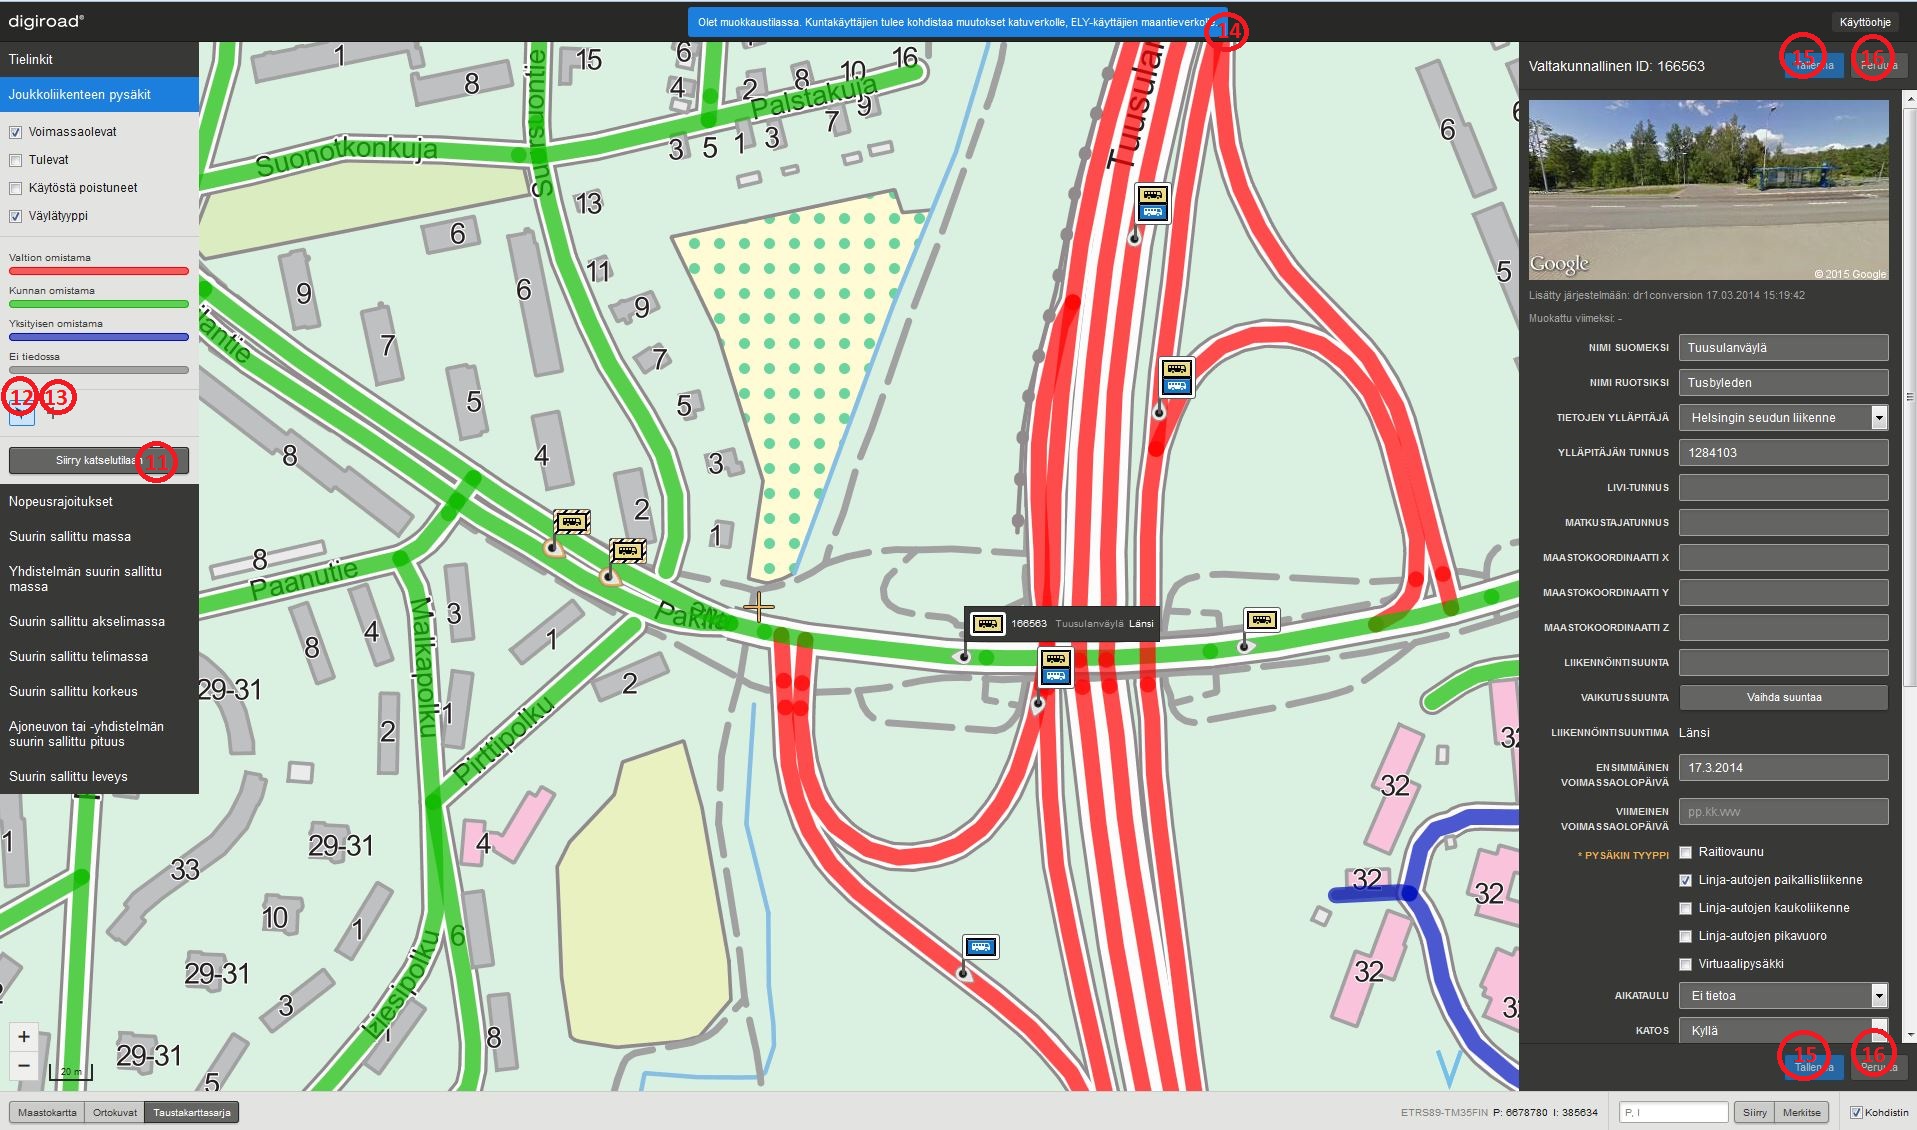 digiroad®
Olet muokkaustilassa. Kuntakäyttäjien tulee kohdistaa muutokset katuverkolle, ELY-käyttäjien maantieverkolle.
14
Käyttöohje
Tielinkit
Joukkoliikenteen pysäkit
Voimassaolevat
Tulevat
Käytöstä poistuneet
Väylätyyppi
Valtion omistama
Kunnan omistama
Yksityisen omistama
Ei tiedossa
12
13
Siirry katselutilaan
11
Nopeusrajoitukset
Suurin sallittu massa
Yhdistelmän suurin sallittu
massa
Suurin sallittu akselimassa
Suurin sallittu telimassa
Suurin sallittu korkeus
Ajoneuvon tai -yhdistelmän
suurin sallittu pituus
Suurin sallittu leveys
1
8
15
6
4
2
8
10
16
9
7
3
5
1
3
Palstakuja
Suonotkonkuja
Suursuontie
Tuusulan
6
5
13
6
6
11
9
9
7
7
5
5
4
3
8
2
1
8
Paanutie
Maikapolku
3
8
4
1
2
29-31
2
1
Pirttipolku
166563 Tuusulanväylä Länsi
32
32
32
32
4
1
33
29-31
10
1
6
29-31
3
Iziesipolku
1
8
29-31
5
+
−
20 m
Valtakunnallinen ID: 166563
15
Tallenna
16
Peruuta
Google
© 2015 Google
Lisätty järjestelmään: dr1conversion 17.03.2014 15:19:42
Muokattu viimeksi: -
NIMI SUOMEKSI Tuusulanväylä
NIMI RUOTSIKSI Tusbyleden
TIETOJEN YLLÄPITÄJÄ Helsingin seudun liikenne
YLLÄPITÄJÄN TUNNUS 1284103
LIVI-TUNNUS
MATKUSTAJATUNNUS
MAASTOKOORDINAATTI X
MAASTOKOORDINAATTI Y
MAASTOKOORDINAATTI Z
LIIKENNÖINTISUUNTA
VAIKUTUSSUUNTA Vaihda suuntaa
LIIKENNÖINTISUUNTIMA Länsi
ENSIMMÄINEN
VOIMASSAOLOPÄIVÄ 17.3.2014
VIIMEINEN
VOIMASSAOLOPÄIVÄ pp.kk.vvvv
* PYSÄKIN TYYPPI Raitiovaunu
Linja-autojen paikallisliikenne
Linja-autojen kaukoliikenne
Linja-autojen pikavuoro
Virtuaalipysäkki
AIKATAULU Ei tietoa
KATOS Kyllä
15
Tallenna
16
Peruuta
Maastokartta Ortokuvat Taustakarttasarja
ETRS89-TM35FIN P: 6678780 I: 385634
P, I
Siirry Merkitse
Kohdistin